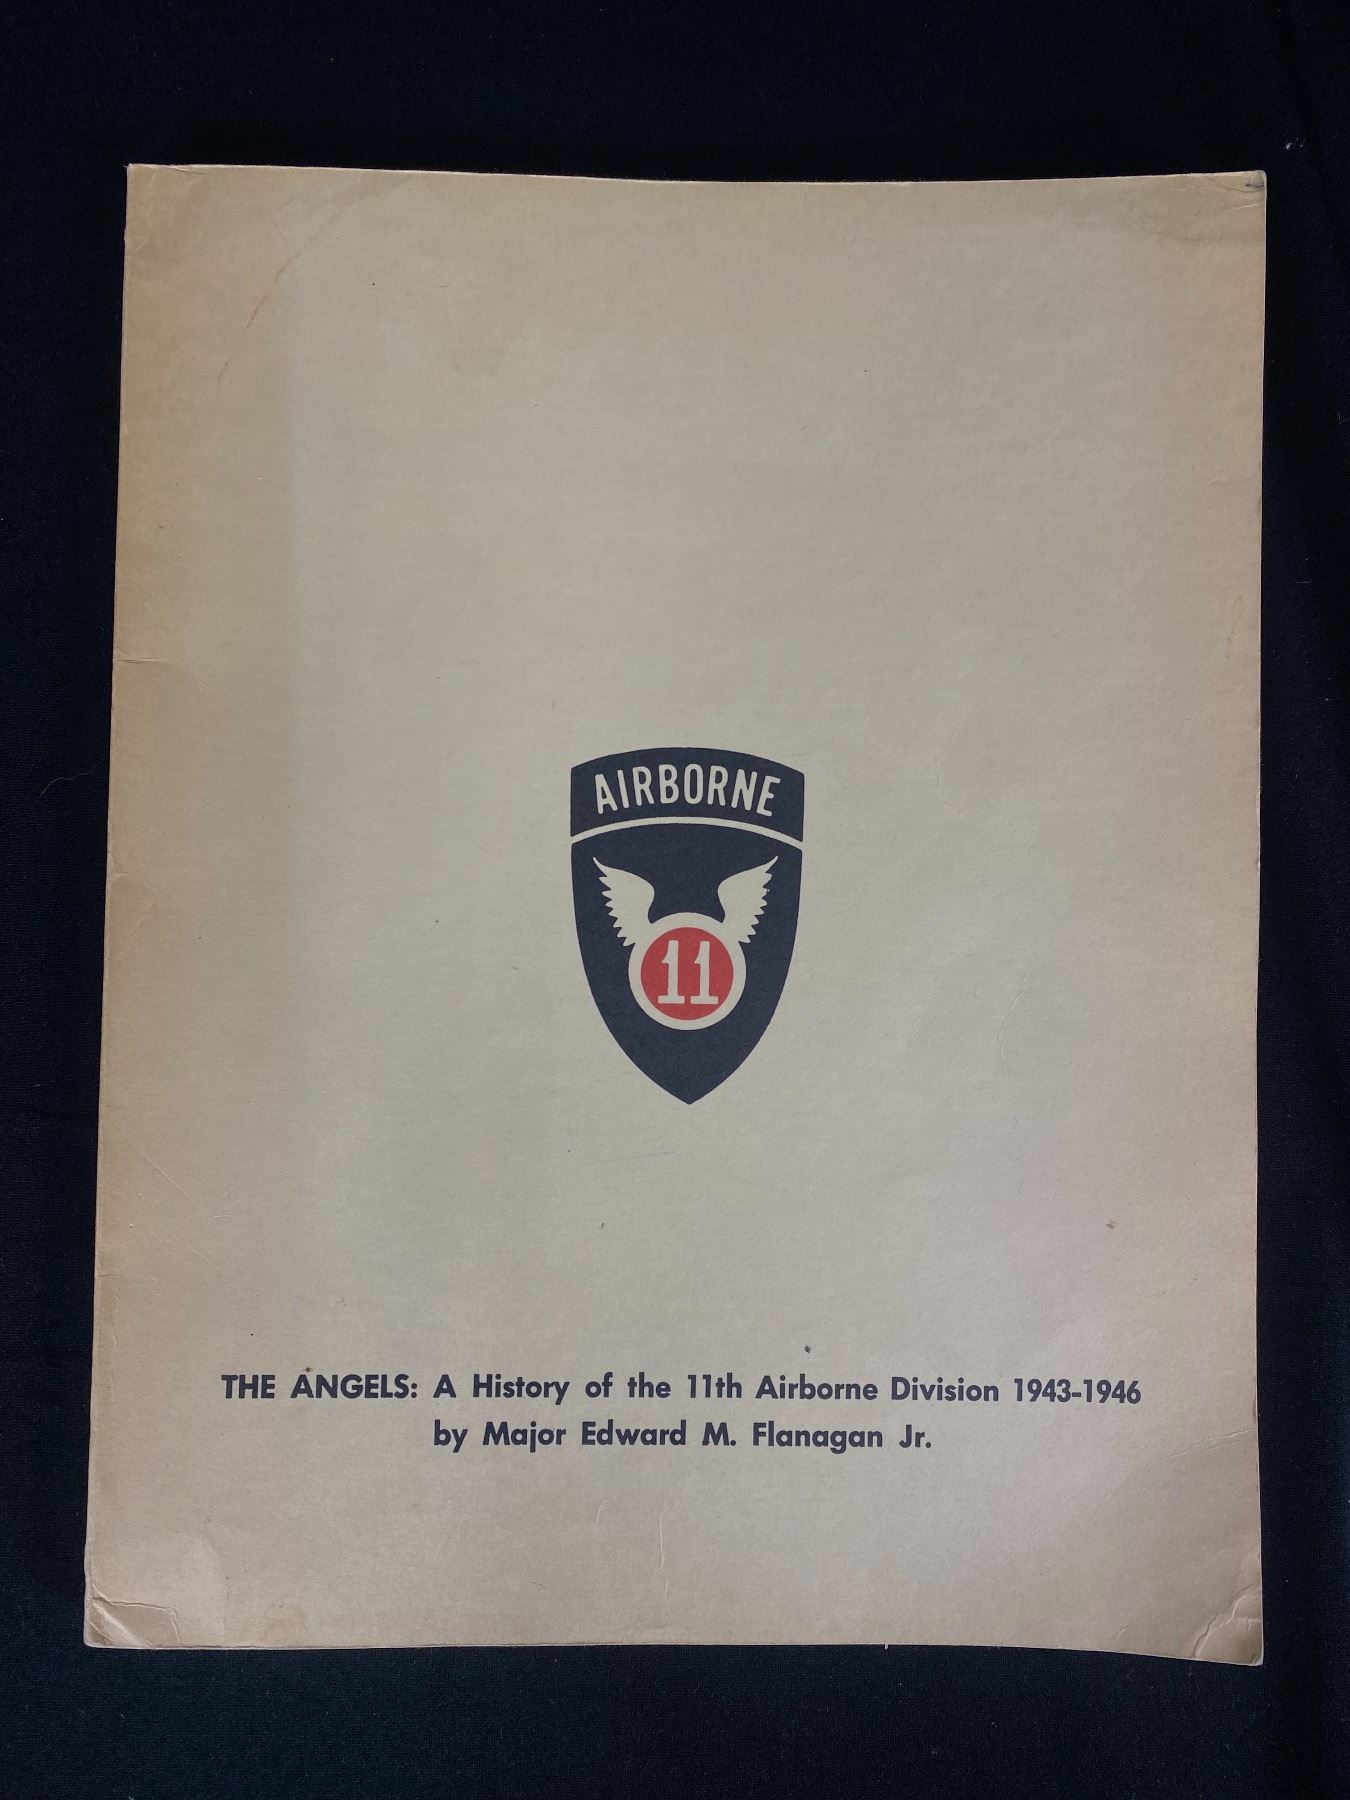 AIRBORNE
11
THE ANGELS: A History of the 11th Airborne Division 1943-1946
by Major Edward M. Flanagan Jr.